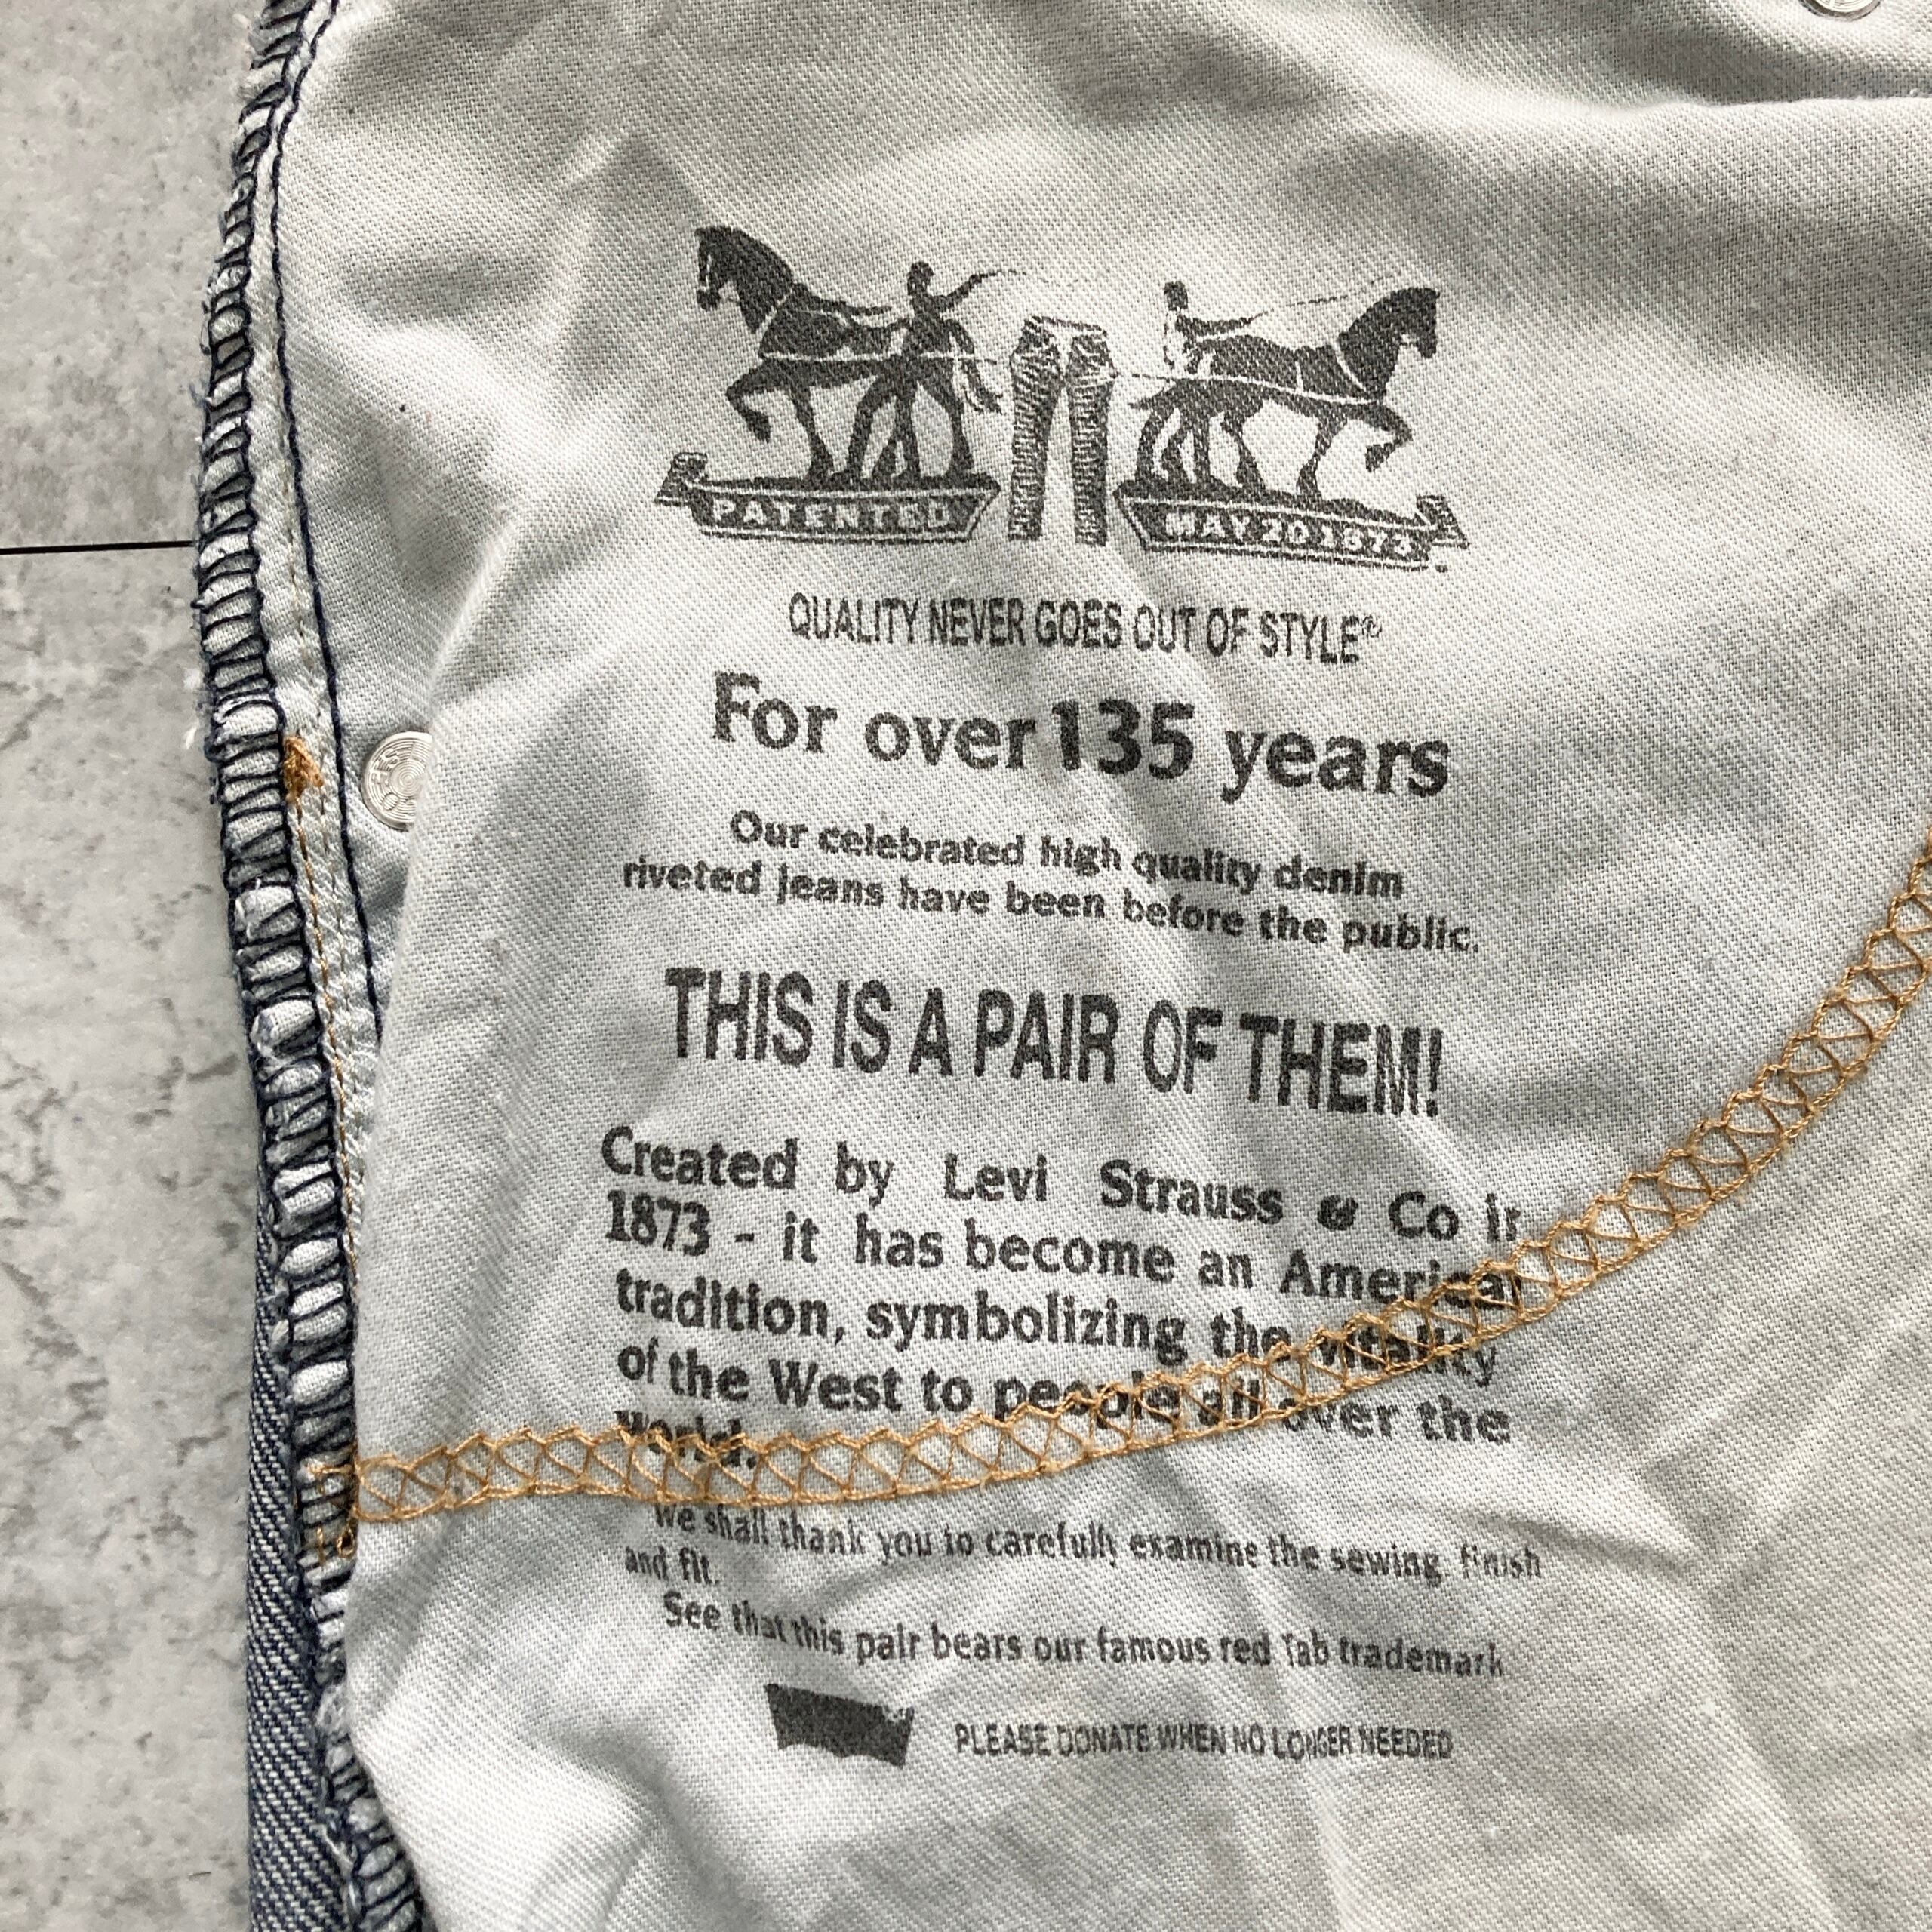 PATENTED
MAY 20 1873
QUALITY NEVER GOES OUT OF STYLE®
For over 135 years
Our celebrated high quality denim
riveted jeans have been before the public.
THIS IS A PAIR OF THEM!
Created by Levi Strauss & Co in
1873 - it has become an American
tradition, symbolizing the vitality
of the West to people all over the
World.
We shall thank you to carefully examine the sewing, finish
and fit.
See that this pair bears our famous red Tab trademark
PLEASE DONATE WHEN NO LONGER NEEDED